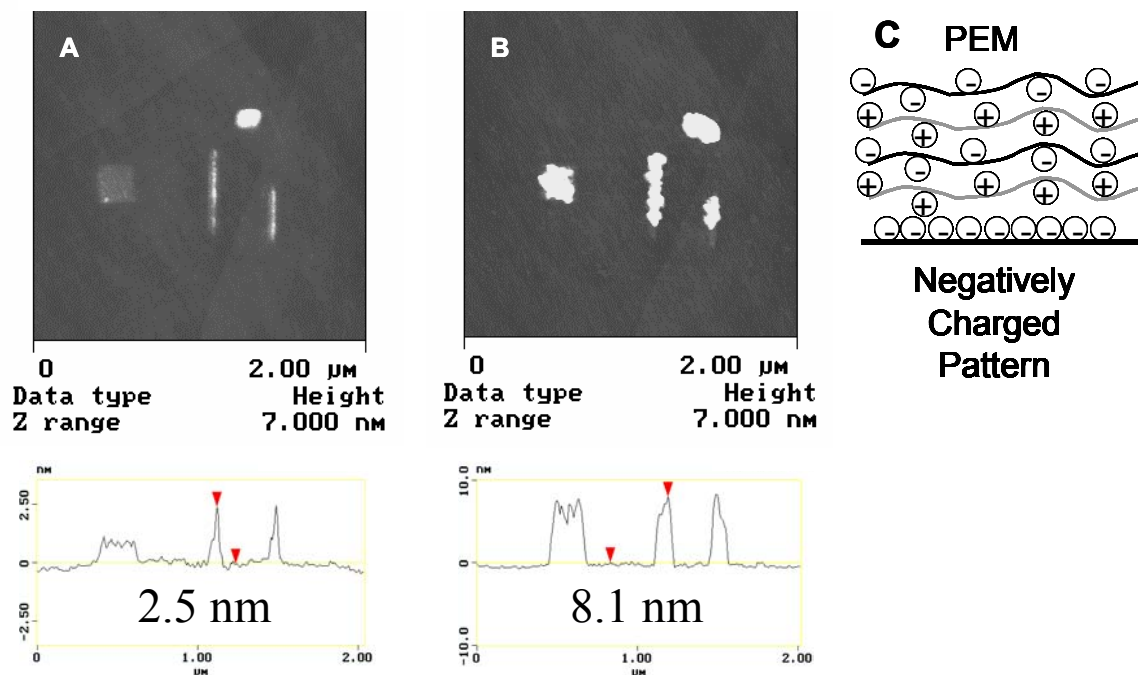 A
0 2.00 µm
Data type Height
Z range 7.000 nm
nm
2.50
0
-2.50
2.5 nm
0 1.00 2.00
µm
B
0 2.00 µm
Data type Height
Z range 7.000 nm
nm
10.0
0
-10.0
8.1 nm
0 1.00 2.00
µm
C PEM
- - - -
- -
+ + +
+ +
- - -
- -
+ + +
+ +
- - - - - - - - -
Negatively
Charged
Pattern